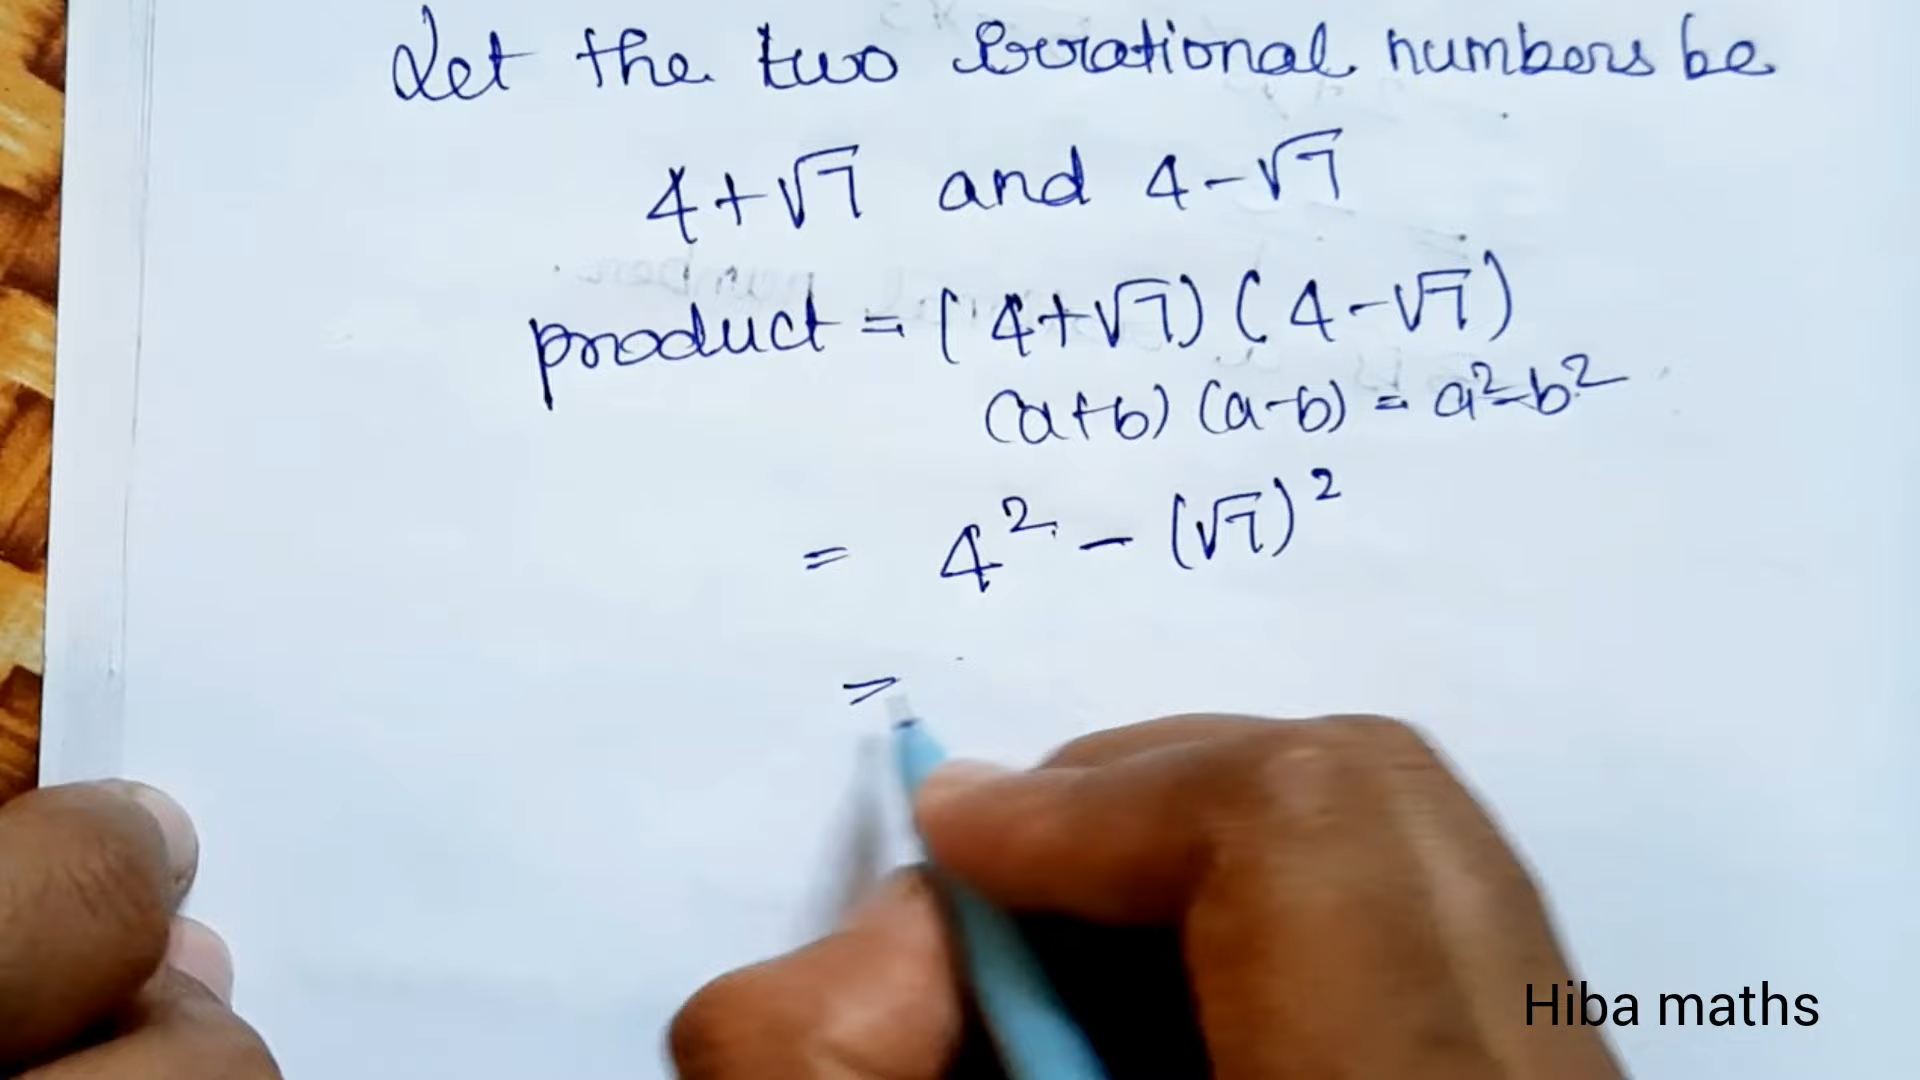 Let the two Irrational numbers be
4+√7 and 4-√7
product = (4+√7) (4-√7)
(a+b) (a-b) = a²-b²
= 4² - (√7)²
=
Hiba maths